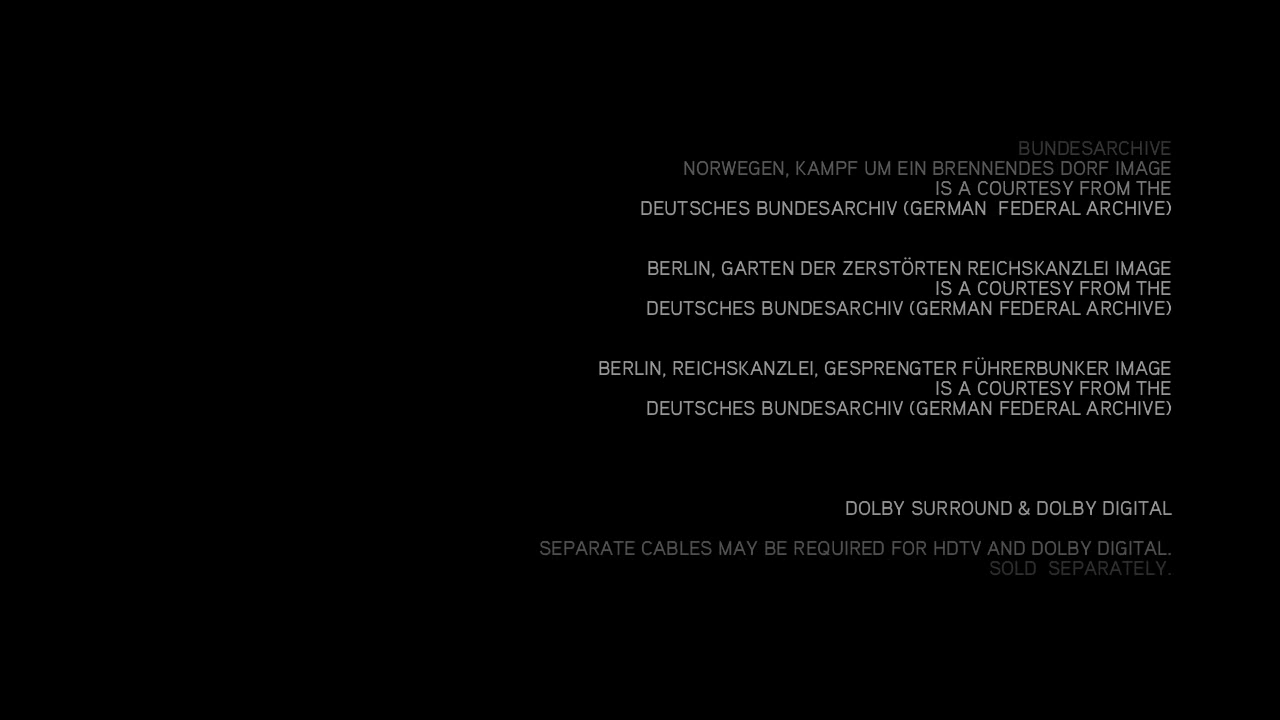 BUNDESARCHIVE
NORWEGEN, KAMPF UM EIN BRENNENDES DORF IMAGE
IS A COURTESY FROM THE
DEUTSCHES BUNDESARCHIV (GERMAN  FEDERAL ARCHIVE)
BERLIN, GARTEN DER ZERSTÖRTEN REICHSKANZLEI IMAGE
IS A COURTESY FROM THE
DEUTSCHES BUNDESARCHIV (GERMAN FEDERAL ARCHIVE)
BERLIN, REICHSKANZLEI, GESPRENGTER FÜHRERBUNKER IMAGE
IS A COURTESY FROM THE
DEUTSCHES BUNDESARCHIV (GERMAN FEDERAL ARCHIVE)
DOLBY SURROUND & DOLBY DIGITAL
SEPARATE CABLES MAY BE REQUIRED FOR HDTV AND DOLBY DIGITAL.
SOLD  SEPARATELY.